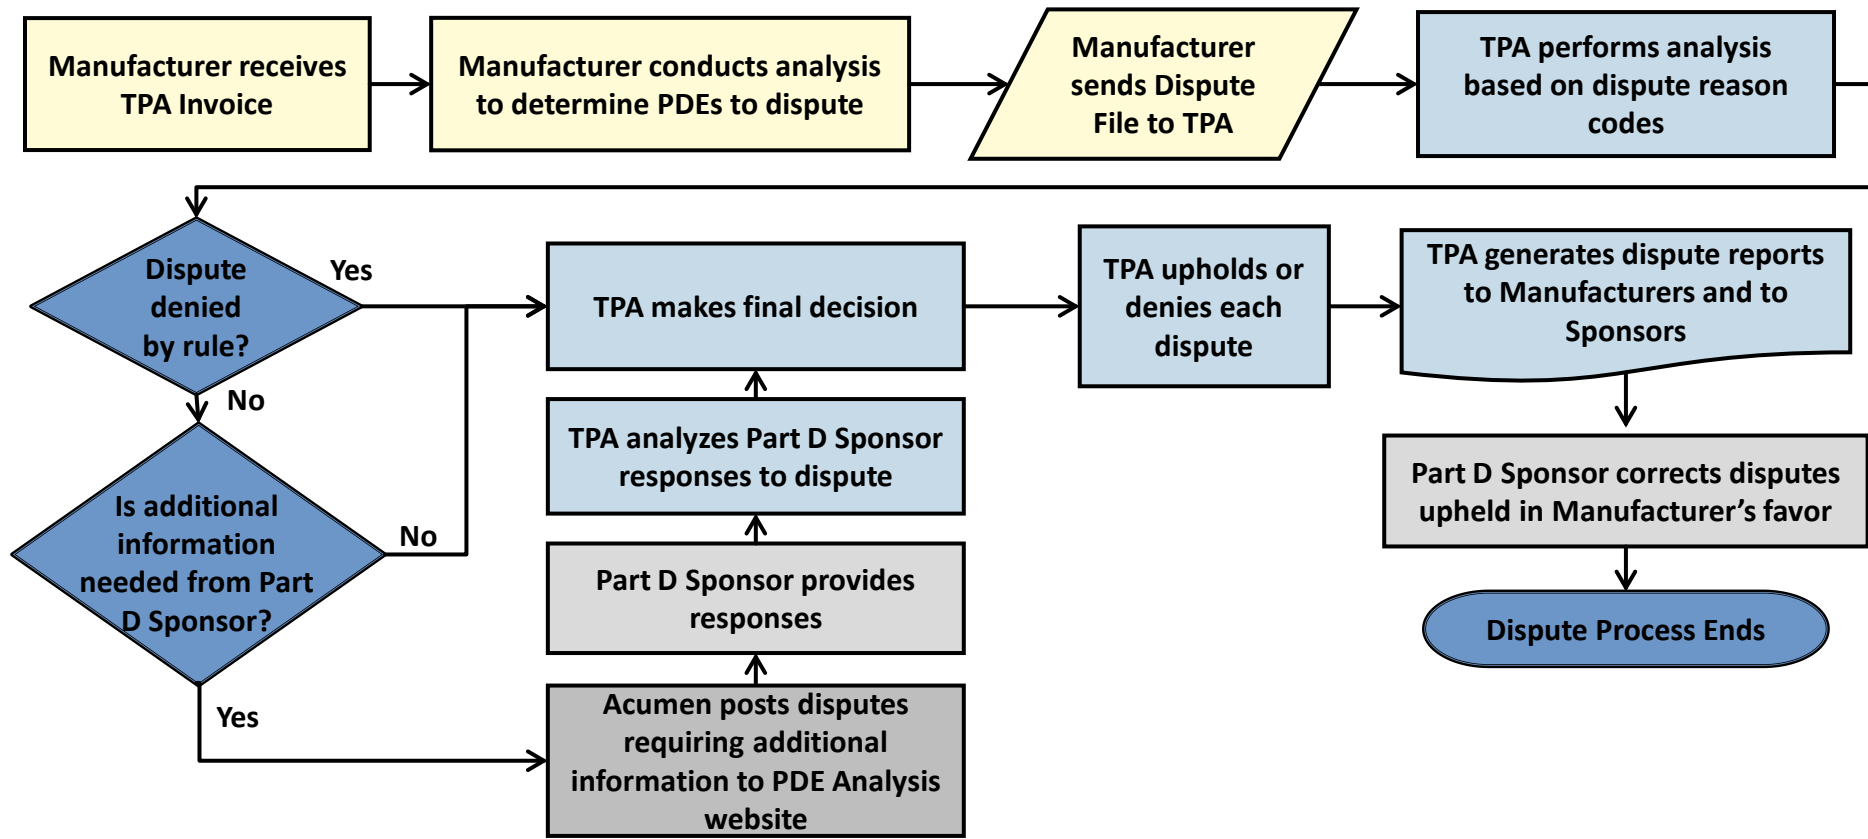 Manufacturer receives
TPA Invoice
Manufacturer conducts analysis
to determine PDEs to dispute
Manufacturer
sends Dispute
File to TPA
TPA performs analysis
based on dispute reason
codes
Dispute
denied
by rule?
Yes
No
TPA makes final decision
TPA upholds or
denies each
dispute
TPA generates dispute reports
to Manufacturers and to
Sponsors
TPA analyzes Part D Sponsor
responses to dispute
Part D Sponsor corrects disputes
upheld in Manufacturer’s favor
Is additional
information
needed from Part
D Sponsor?
No
Yes
Part D Sponsor provides
responses
Dispute Process Ends
Acumen posts disputes
requiring additional
information to PDE Analysis
website